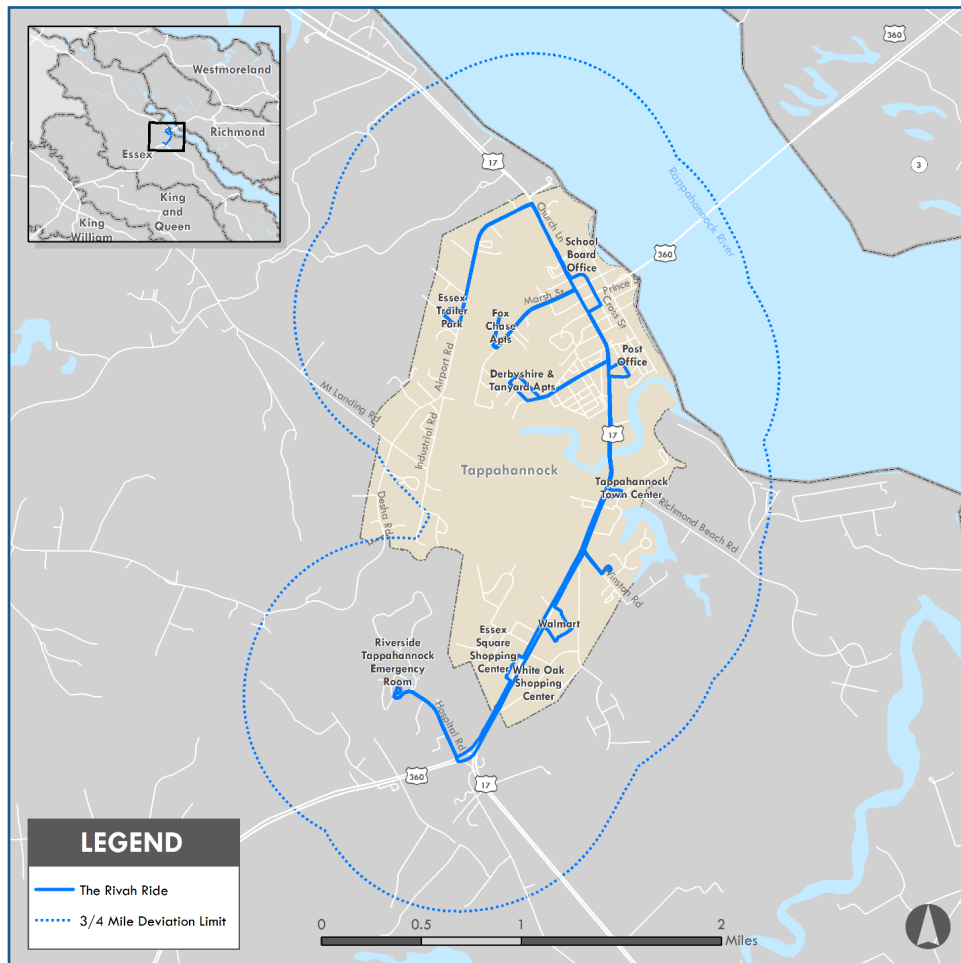 Westmoreland
Richmond
Essex
King
and
Queen
King
William
360
17
3
Rappahannock River
Church Ln
School
Board
Office
360
Essex
Trailer
Park
Marsh St
Prince
Cross St
Fox
Chase
Apts
Post
Office
Airport Rd
Derbyshire &
Tanyard Apts
Mt Landing Rd
Industrial Rd
17
Tappahannock
Tappahannock
Town Center
Desha Rd
Richmond Beach Rd
Winston Rd
Walmart
Essex
Square
Shopping
Center
Riverside
Tappahannock
Emergency
Room
White Oak
Shopping
Center
Hospital Rd
360
17
LEGEND
The Rivah Ride
3/4 Mile Deviation Limit
0 0.5 1 2
Miles